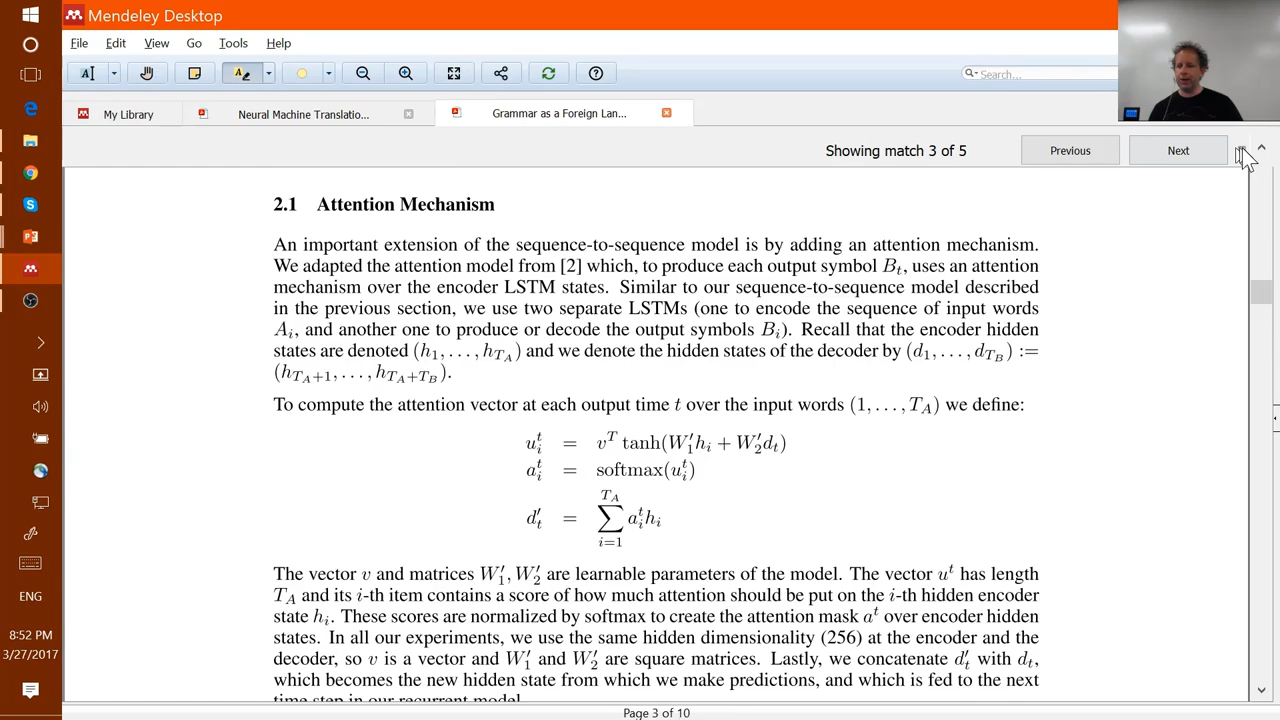 Mendeley Desktop
File Edit View Go Tools Help
Search...
My Library
Neural Machine Translatio...
Grammar as a Foreign Lan...
Showing match 3 of 5
Previous
Next
2.1 Attention Mechanism
An important extension of the sequence-to-sequence model is by adding an attention mechanism.
We adapted the attention model from [2] which, to produce each output symbol B_t, uses an attention
mechanism over the encoder LSTM states. Similar to our sequence-to-sequence model described
in the previous section, we use two separate LSTMs (one to encode the sequence of input words
A_i, and another one to produce or decode the output symbols B_i). Recall that the encoder hidden
states are denoted (h_1, . . . , h_{T_A}) and we denote the hidden states of the decoder by (d_1, . . . , d_{T_B}) :=
(h_{T_A+1}, . . . , h_{T_A+T_B}).
To compute the attention vector at each output time t over the input words (1, . . . , T_A) we define:
u_i^t = v^T tanh(W_1′h_i + W_2′d_t)
a_i^t = softmax(u_i^t)
d_t′ = ∑_{i=1}^{T_A} a_i^t h_i
The vector v and matrices W_1′, W_2′ are learnable parameters of the model. The vector u^t has length
T_A and its i-th item contains a score of how much attention should be put on the i-th hidden encoder
state h_i. These scores are normalized by softmax to create the attention mask a^t over encoder hidden
states. In all our experiments, we use the same hidden dimensionality (256) at the encoder and the
decoder, so v is a vector and W_1′ and W_2′ are square matrices. Lastly, we concatenate d_t′ with d_t,
which becomes the new hidden state from which we make predictions, and which is fed to the next
time step in our recurrent model.
Page 3 of 10
ENG
8:52 PM
3/27/2017